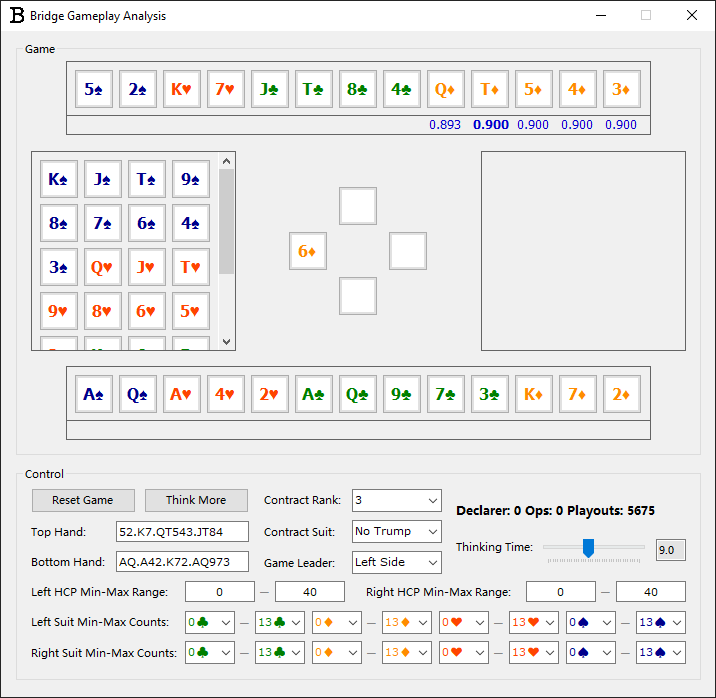 Bridge Gameplay Analysis
Game
5♠ 2♠ K♥ 7♥ J♣ T♣ 8♣ 4♣ Q♦ T♦ 5♦ 4♦ 3♦
0.893 0.900 0.900 0.900 0.900
K♠ J♠ T♠ 9♠
8♠ 7♠ 6♠ 4♠
3♠ Q♥ J♥ T♥
9♥ 8♥ 6♥ 5♥
6♦
A♠ Q♠ A♥ 4♥ 2♥ A♣ Q♣ 9♣ 7♣ 3♣ K♦ 7♦ 2♦
Control
Reset Game Think More Contract Rank: 3
Declarer: 0 Ops: 0 Playouts: 5675
Top Hand: 52.K7.QT543.JT84 Contract Suit: No Trump
Thinking Time: 9.0
Bottom Hand: AQ.A42.K72.AQ973 Game Leader: Left Side
Left HCP Min-Max Range: 0 — 40 Right HCP Min-Max Range: 0 — 40
Left Suit Min-Max Counts: 0♣ — 13♣ 0♦ — 13♦ 0♥ — 13♥ 0♠ — 13♠
Right Suit Min-Max Counts: 0♣ — 13♣ 0♦ — 13♦ 0♥ — 13♥ 0♠ — 13♠